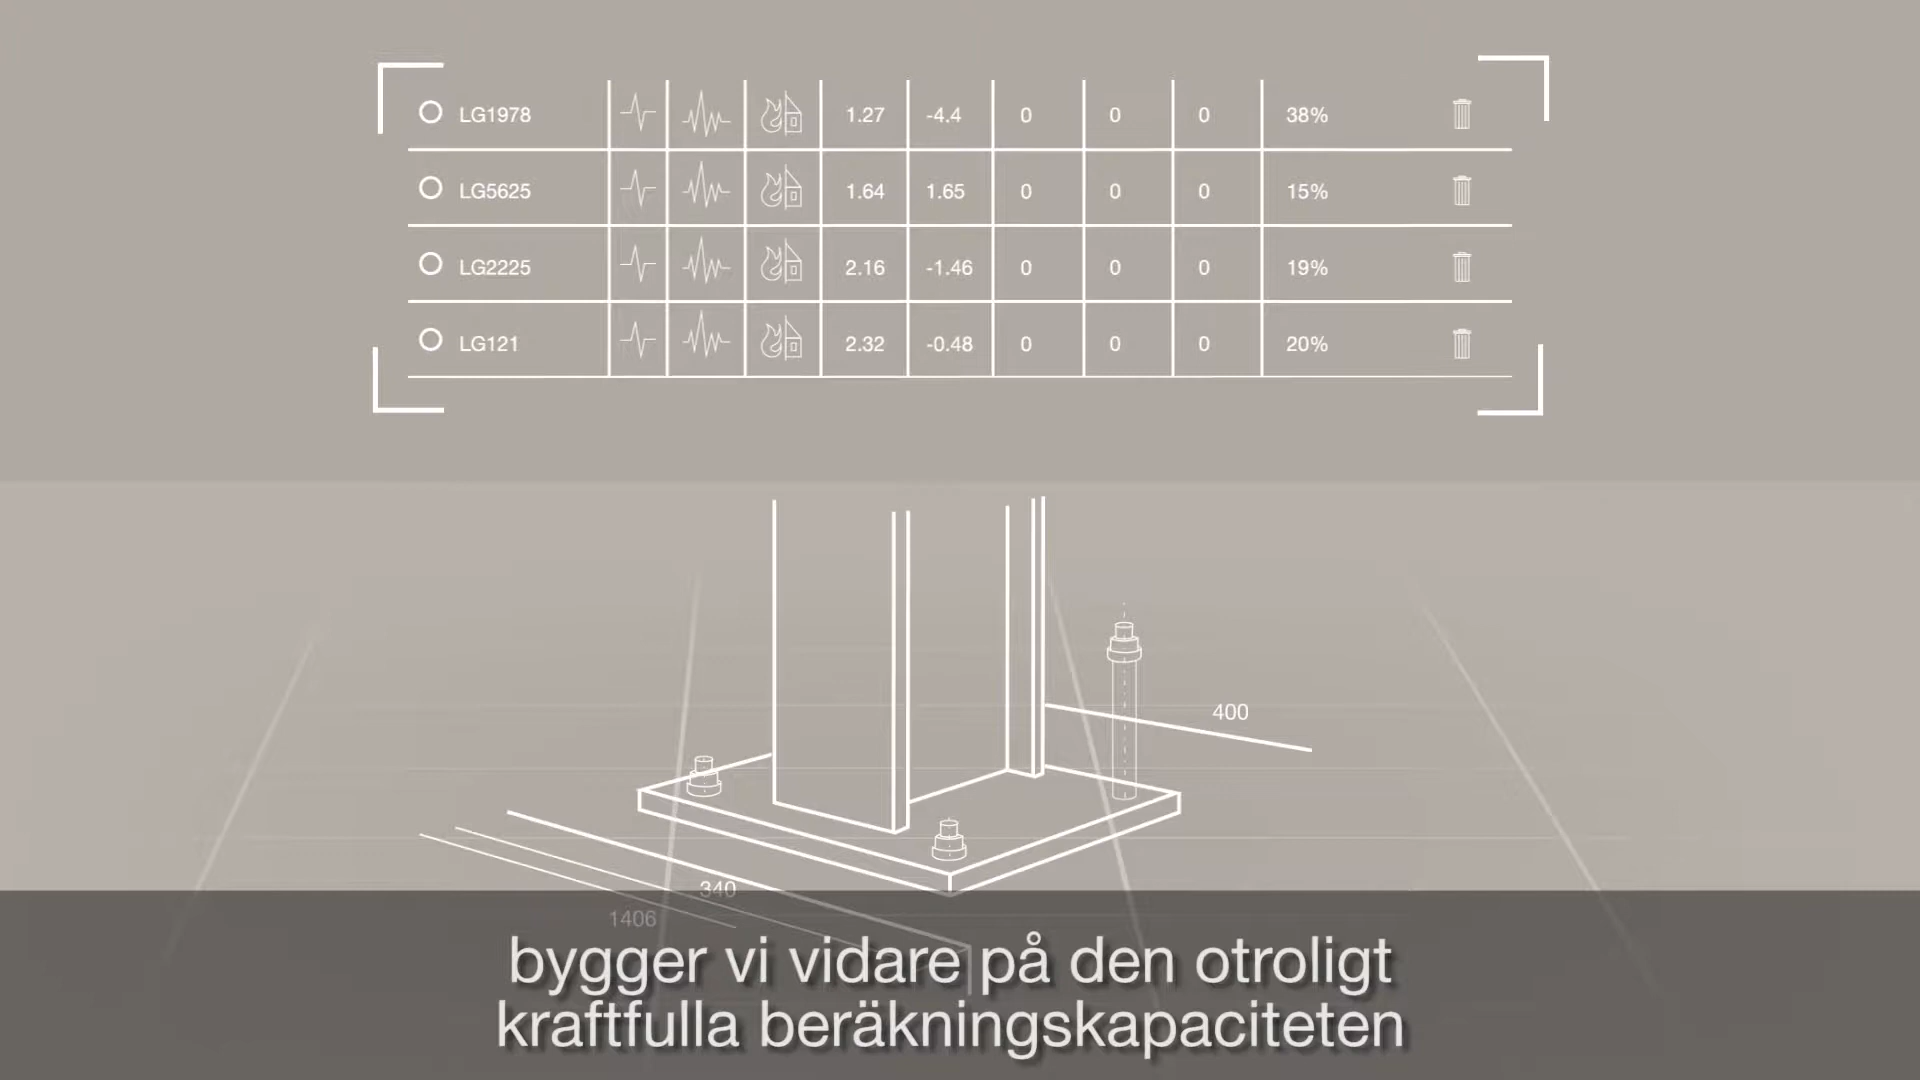 LG1978 1.27 -4.4 0 0 0 38%
LG5625 1.64 1.65 0 0 0 15%
LG2225 2.16 -1.46 0 0 0 19%
LG121 2.32 -0.48 0 0 0 20%
400
340
1406
bygger vi vidare på den otroligt
kraftfulla beräkningskapaciteten